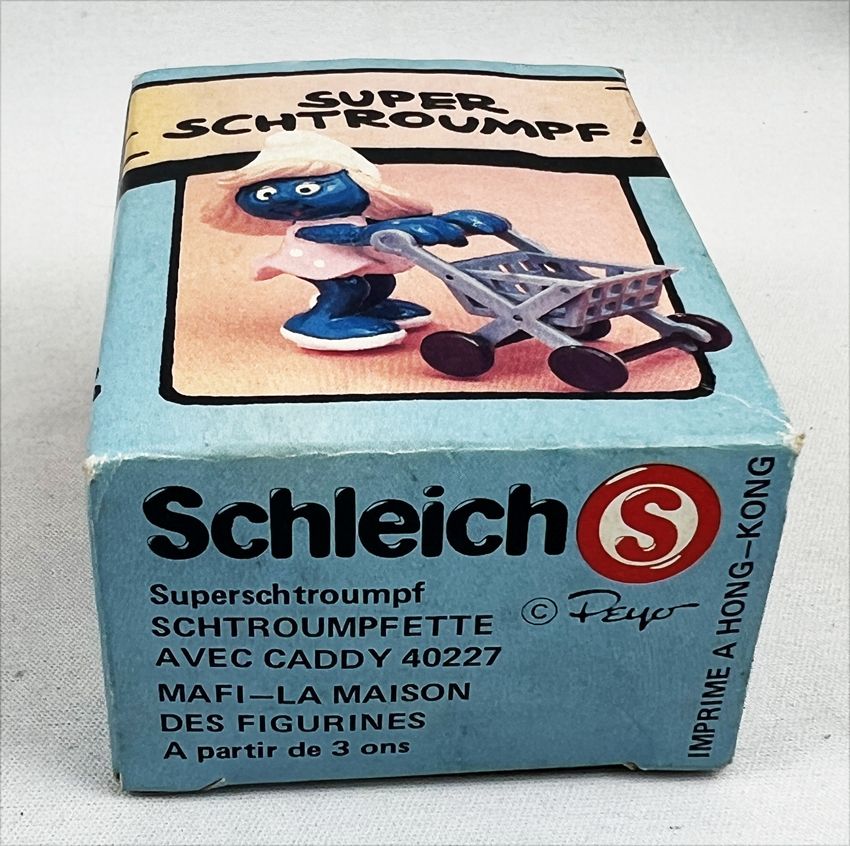 SUPER
SCHTROUMPF !
Schleich S
Superschtroumpf
SCHTROUMPFETTE
AVEC CADDY 40227
© Peyo
MAFI–LA MAISON
DES FIGURINES
A partir de 3 ans
IMPRIME A HONG–KONG